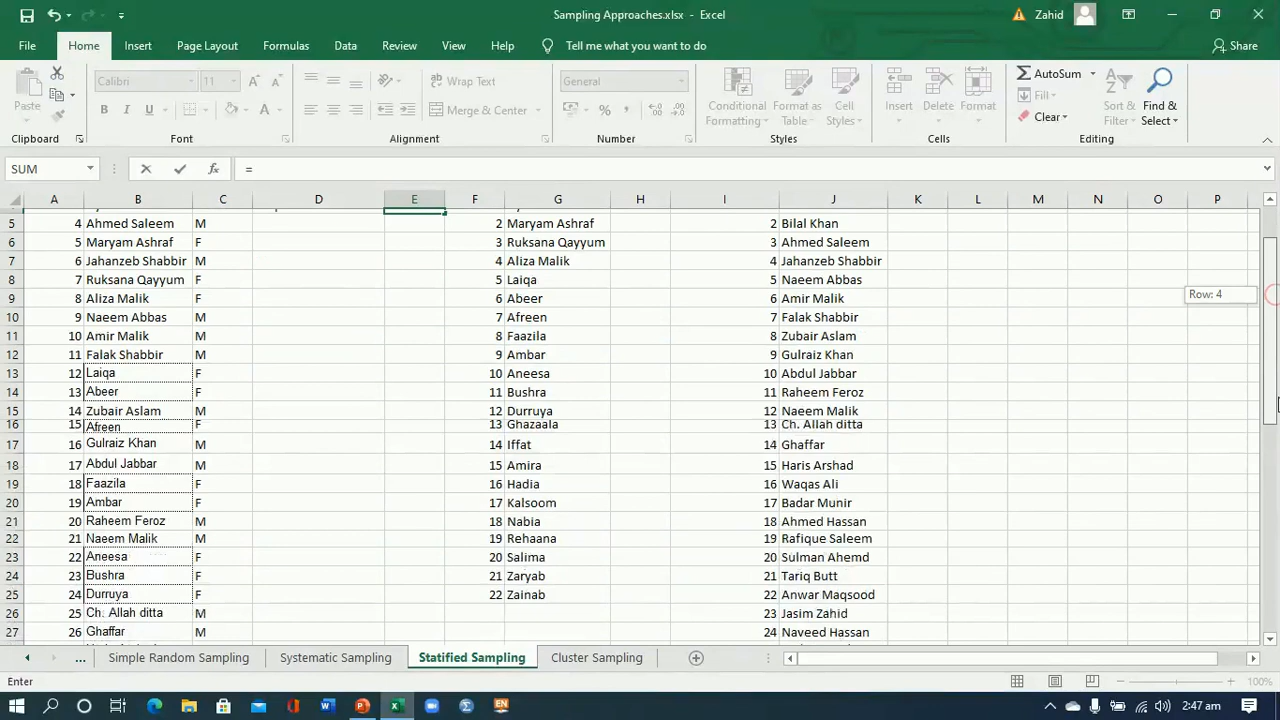 Sampling Approaches.xlsx - Excel
Zahid
File Home Insert Page Layout Formulas Data Review View Help Tell me what you want to do Share
Paste
Clipboard
Calibri 11
B I U
Font
Wrap Text
Merge & Center
Alignment
General
Number
Conditional Formatting
Format as Table
Cell Styles
Styles
Insert Delete Format
Cells
AutoSum
Fill
Clear
Sort & Filter
Find & Select
Editing
SUM fx =
A B C D E F G H I J K L M N O P
5 4 Ahmed Saleem M 2 Maryam Ashraf 2 Bilal Khan
6 5 Maryam Ashraf F 3 Ruksana Qayyum 3 Ahmed Saleem
7 6 Jahanzeb Shabbir M 4 Aliza Malik 4 Jahanzeb Shabbir
8 7 Ruksana Qayyum F 5 Laiqa 5 Naeem Abbas
9 8 Aliza Malik F 6 Abeer 6 Amir Malik
10 9 Naeem Abbas M 7 Afreen 7 Falak Shabbir
11 10 Amir Malik M 8 Faazila 8 Zubair Aslam
12 11 Falak Shabbir M 9 Ambar 9 Gulraiz Khan
13 12 Laiqa F 10 Aneesa 10 Abdul Jabbar
14 13 Abeer F 11 Bushra 11 Raheem Feroz
15 14 Zubair Aslam M 12 Durruya 12 Naeem Malik
16 15 Afreen F 13 Ghazaala 13 Ch. Allah ditta
17 16 Gulraiz Khan M 14 Iffat 14 Ghaffar
18 17 Abdul Jabbar M 15 Amira 15 Haris Arshad
19 18 Faazila F 16 Hadia 16 Waqas Ali
20 19 Ambar F 17 Kalsoom 17 Badar Munir
21 20 Raheem Feroz M 18 Nabia 18 Ahmed Hassan
22 21 Naeem Malik M 19 Rehaana 19 Rafique Saleem
23 22 Aneesa F 20 Salima 20 Sulman Ahemd
24 23 Bushra F 21 Zaryab 21 Tariq Butt
25 24 Durruya F 22 Zainab 22 Anwar Maqsood
26 25 Ch. Allah ditta M 23 Jasim Zahid
27 26 Ghaffar M 24 Naveed Hassan
Row: 4
... Simple Random Sampling Systematic Sampling Statified Sampling Cluster Sampling
Enter 100%
2:47 am